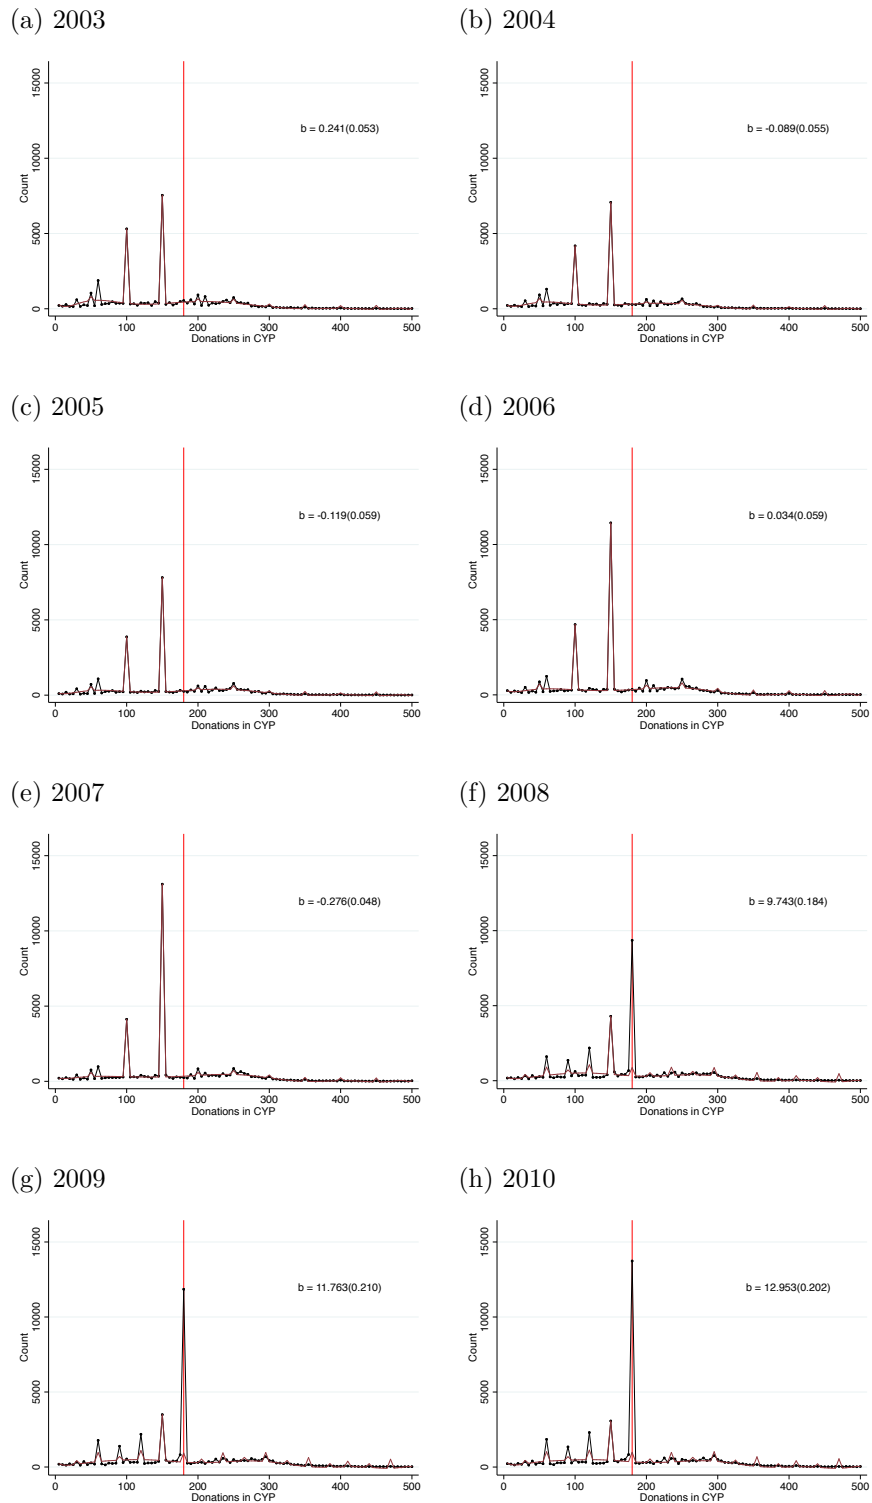 (a) 2003
15000
b = 0.241(0.053)
10000
Count
5000
0
0 100 200 300 400 500
Donations in CYP
(b) 2004
15000
b = -0.089(0.055)
10000
Count
5000
0
0 100 200 300 400 500
Donations in CYP
(c) 2005
15000
b = -0.119(0.059)
10000
Count
5000
0
0 100 200 300 400 500
Donations in CYP
(d) 2006
15000
b = 0.034(0.059)
10000
Count
5000
0
0 100 200 300 400 500
Donations in CYP
(e) 2007
15000
b = -0.276(0.048)
10000
Count
5000
0
0 100 200 300 400 500
Donations in CYP
(f) 2008
15000
b = 9.743(0.184)
10000
Count
5000
0
0 100 200 300 400 500
Donations in CYP
(g) 2009
15000
b = 11.763(0.210)
10000
Count
5000
0
0 100 200 300 400 500
Donations in CYP
(h) 2010
15000
b = 12.953(0.202)
10000
Count
5000
0
0 100 200 300 400 500
Donations in CYP